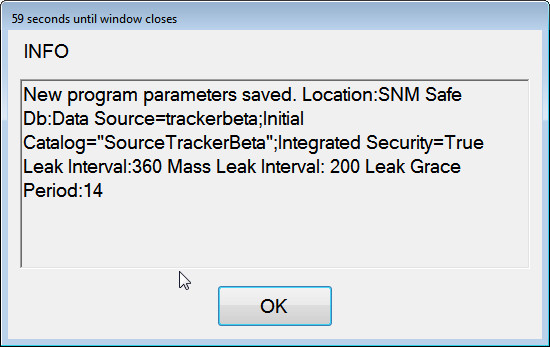 59 seconds until window closes
INFO
New program parameters saved. Location:SNM Safe
Db:Data Source=trackerbeta;Initial
Catalog="SourceTrackerBeta";Integrated Security=True
Leak Interval:360 Mass Leak Interval: 200 Leak Grace
Period:14
OK